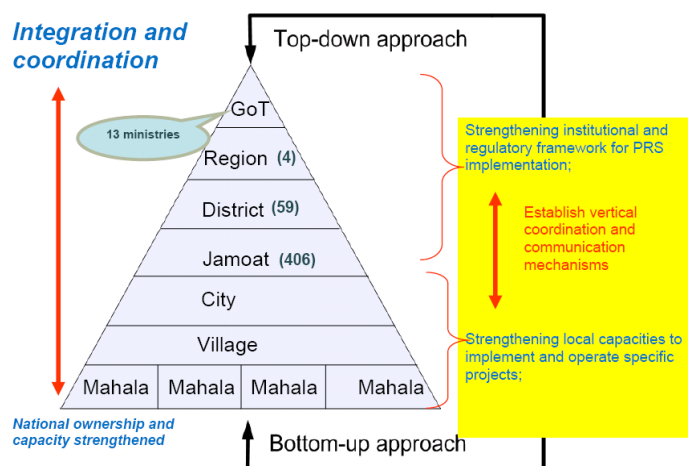 Integration and
coordination
Top-down approach
GoT
13 ministries
Region (4)
District (59)
Jamoat (406)
City
Village
Mahala Mahala Mahala Mahala
National ownership and
capacity strengthened
Bottom-up approach
Strengthening institutional and
regulatory framework for PRS
implementation;
Establish vertical
coordination and
communication
mechanisms
Strengthening local capacities to
implement and operate specific
projects;